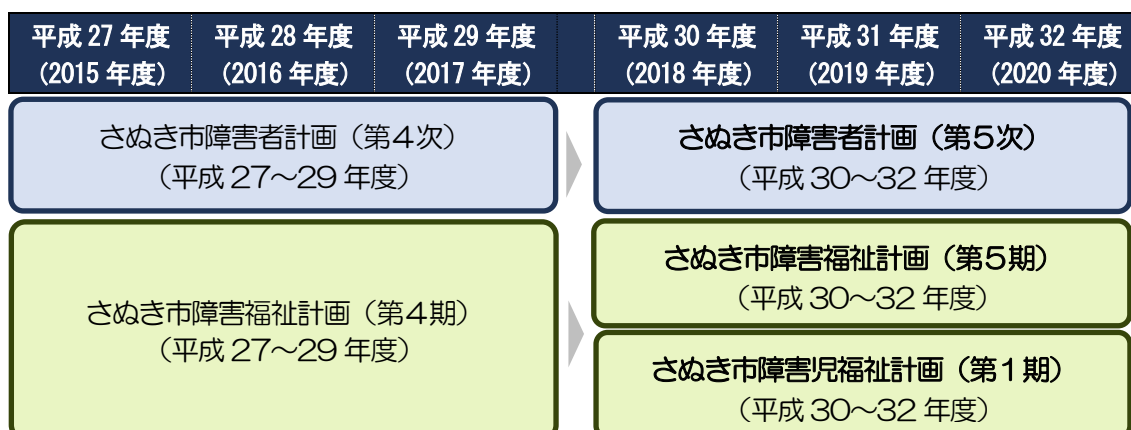 平成 27 年度 平成 28 年度 平成 29 年度 平成 30 年度 平成 31 年度 平成 32 年度
（2015 年度） （2016 年度） （2017 年度） （2018 年度） （2019 年度） （2020 年度）
さぬき市障害者計画（第４次）
（平成 27～29 年度）
さぬき市障害者計画（第５次）
（平成 30～32 年度）
さぬき市障害福祉計画（第４期）
（平成 27～29 年度）
さぬき市障害福祉計画（第５期）
（平成 30～32 年度）
さぬき市障害児福祉計画（第１期）
（平成 30～32 年度）